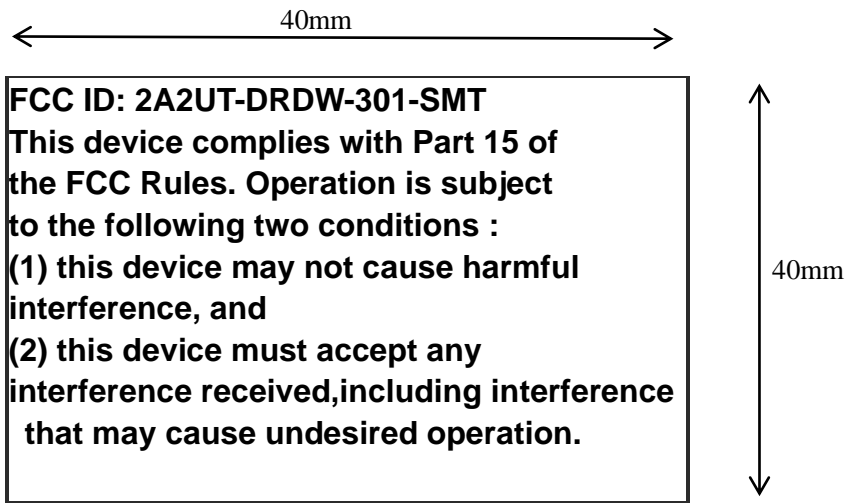 40mm
FCC ID: 2A2UT-DRDW-301-SMT
This device complies with Part 15 of
the FCC Rules. Operation is subject
to the following two conditions :
(1) this device may not cause harmful
interference, and
(2) this device must accept any
interference received,including interference
that may cause undesired operation.
40mm